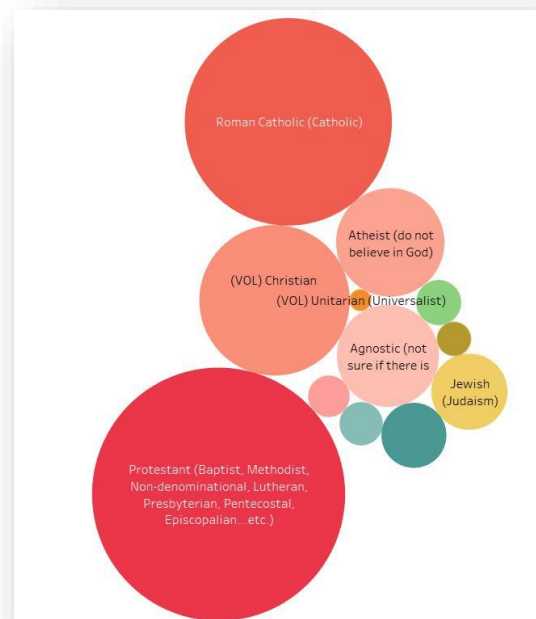 Roman Catholic (Catholic)
Atheist (do not
believe in God)
(VOL) Christian
(VOL) Unitarian (Universalist)
Agnostic (not
sure if there is
Jewish
(Judaism)
Protestant (Baptist, Methodist,
Non-denominational, Lutheran,
Presbyterian, Pentecostal,
Episcopalian...etc.)